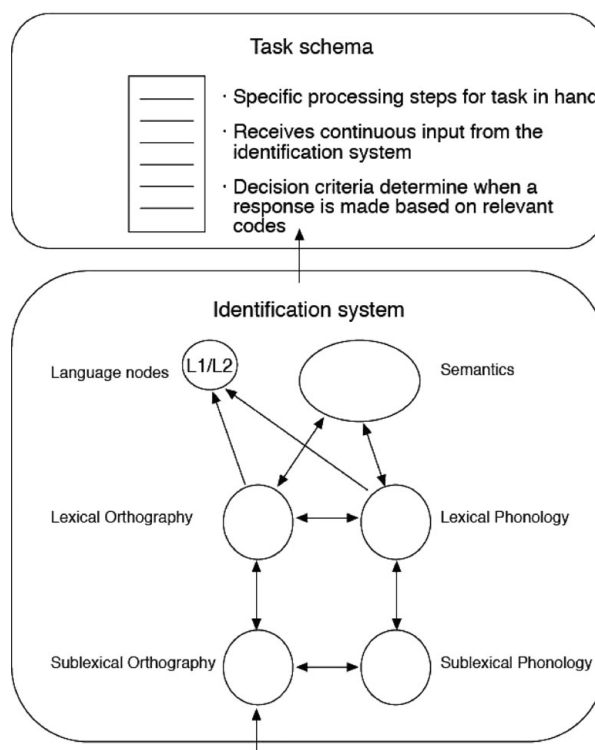 Task schema
· Specific processing steps for task in hand
· Receives continuous input from the
identification system
· Decision criteria determine when a
response is made based on relevant
codes
Identification system
Language nodes
L1/L2
Semantics
Lexical Orthography
Lexical Phonology
Sublexical Orthography
Sublexical Phonology